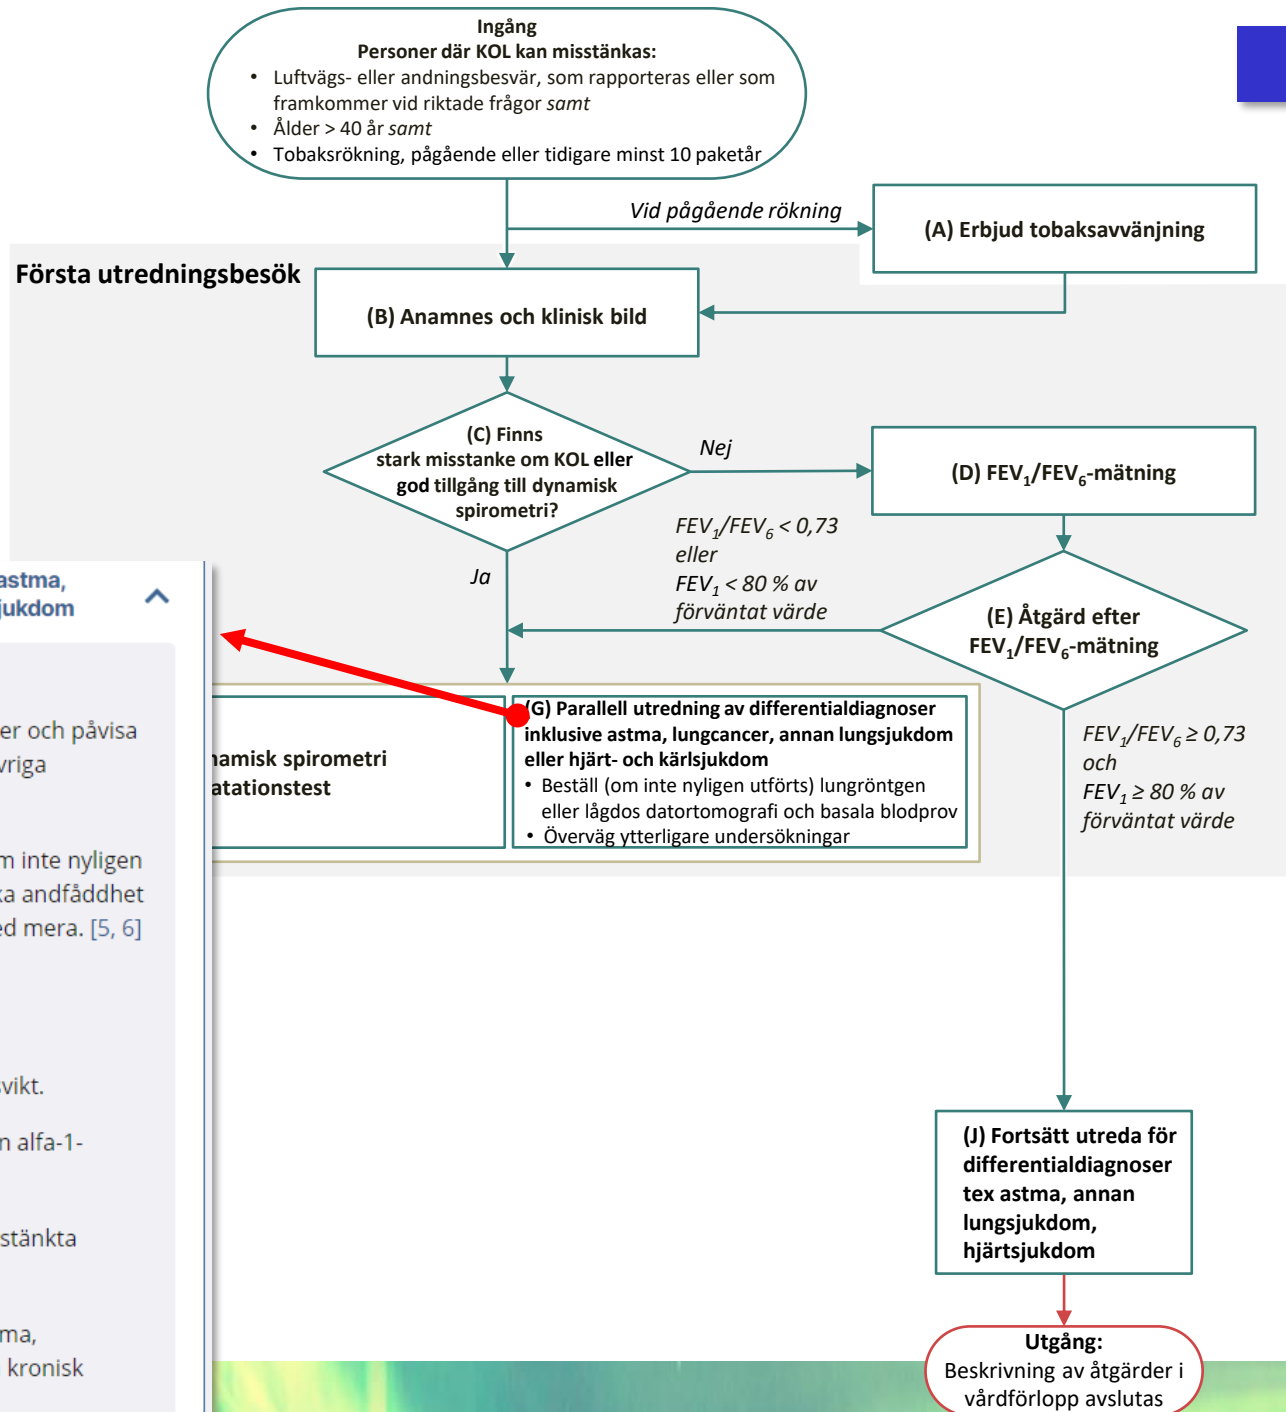 Ingång
Personer där KOL kan misstänkas:
• Luftvägs- eller andningsbesvär, som rapporteras eller som
framkommer vid riktade frågor samt
• Ålder > 40 år samt
• Tobaksrökning, pågående eller tidigare minst 10 paketår
Vid pågående rökning
(A) Erbjud tobaksavvänjning
Första utredningsbesök
(B) Anamnes och klinisk bild
(C) Finns
stark misstanke om KOL eller
god tillgång till dynamisk
spirometri?
Nej
(D) FEV1/FEV6-mätning
FEV1/FEV6 < 0,73
eller
FEV1 < 80 % av
förväntat värde
Ja
(E) Åtgärd efter
FEV1/FEV6-mätning
astma,
jukdom
er och påvisa
vriga
m inte nyligen
ka andfåddhet
ed mera. [5, 6]
svikt.
n alfa-1-
stänkta
ma,
kronisk
namisk spirometri
atationstest
(G) Parallell utredning av differentialdiagnoser
inklusive astma, lungcancer, annan lungsjukdom
eller hjärt- och kärlsjukdom
• Beställ (om inte nyligen utförts) lungröntgen
eller lågdos datortomografi och basala blodprov
• Överväg ytterligare undersökningar
FEV1/FEV6 ≥ 0,73
och
FEV1 ≥ 80 % av
förväntat värde
(J) Fortsätt utreda för
differentialdiagnoser
tex astma, annan
lungsjukdom,
hjärtsjukdom
Utgång:
Beskrivning av åtgärder i
vårdförlopp avslutas